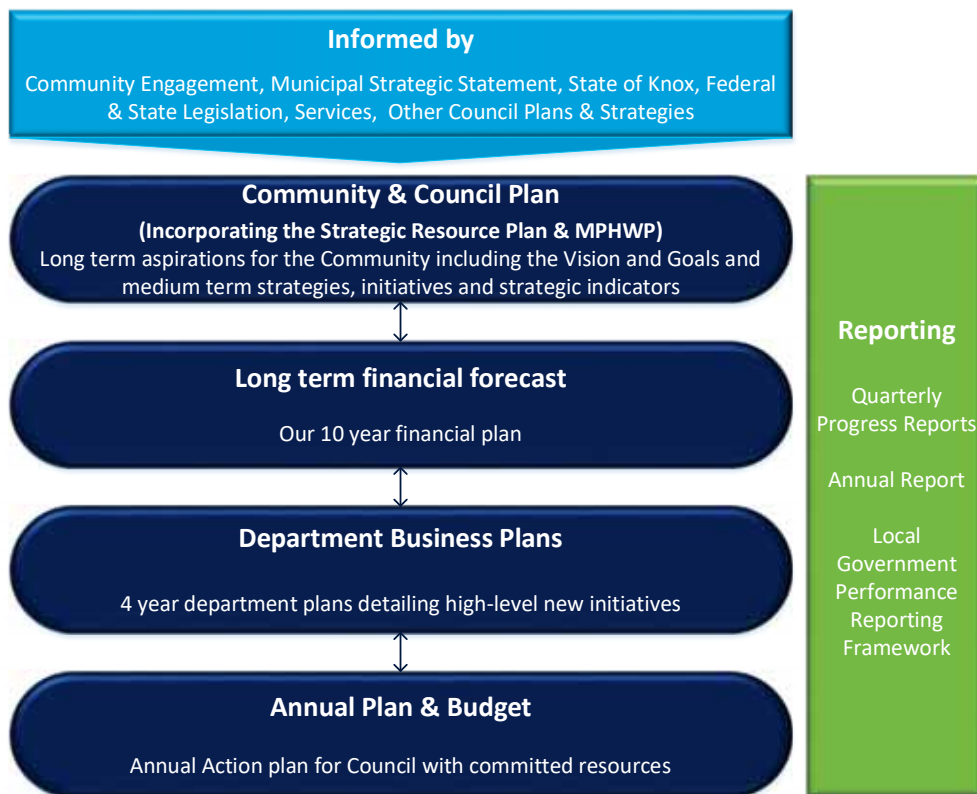 Informed by
Community Engagement, Municipal Strategic Statement, State of Knox, Federal
& State Legislation, Services, Other Council Plans & Strategies
Community & Council Plan
(Incorporating the Strategic Resource Plan & MPHWP)
Long term aspirations for the Community including the Vision and Goals and
medium term strategies, initiatives and strategic indicators
Long term financial forecast
Our 10 year financial plan
Department Business Plans
4 year department plans detailing high-level new initiatives
Annual Plan & Budget
Annual Action plan for Council with committed resources
Reporting
Quarterly
Progress Reports
Annual Report
Local
Government
Performance
Reporting
Framework